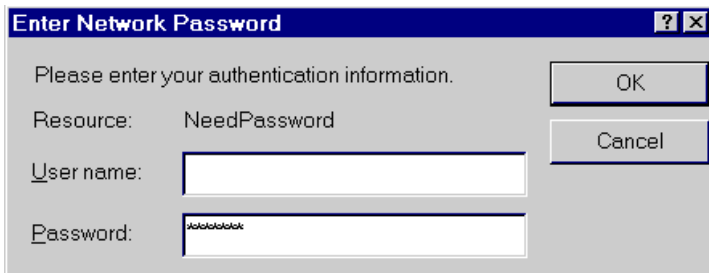 Enter Network Password ? ×
Please enter your authentication information.
OK
Resource: NeedPassword
Cancel
User name:
Password: *******